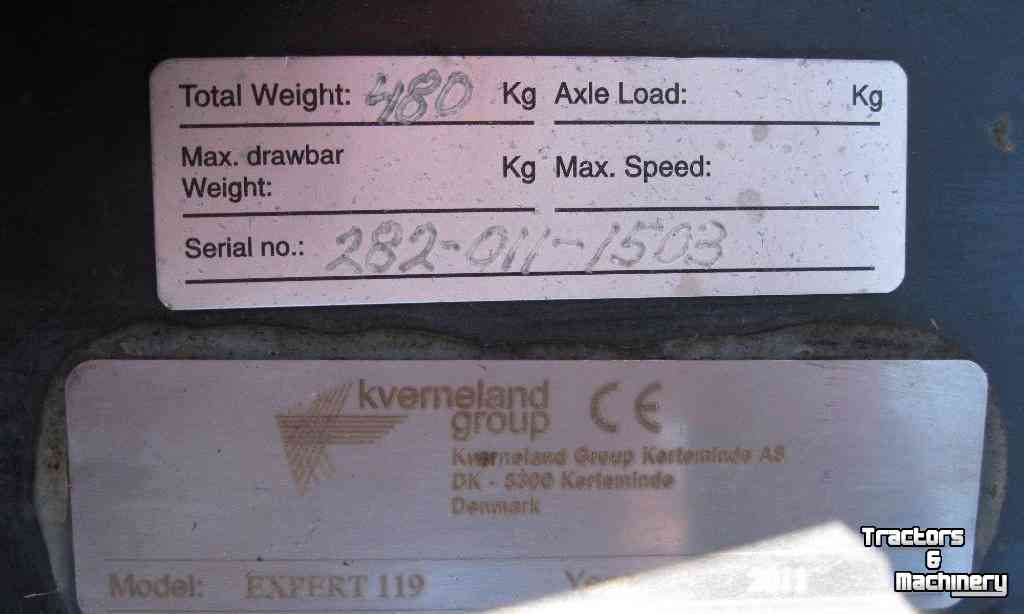 Total Weight: 480 Kg Axle Load: Kg
Max. drawbar
Weight: Kg Max. Speed:
Serial no.: 282-011-1503
kverneland
group CE
Kverneland Group Kerteminde AS
DK - 5300 Kerteminde
Denmark
Model: EXPERT 119 2011
Tractors
&
Machinery